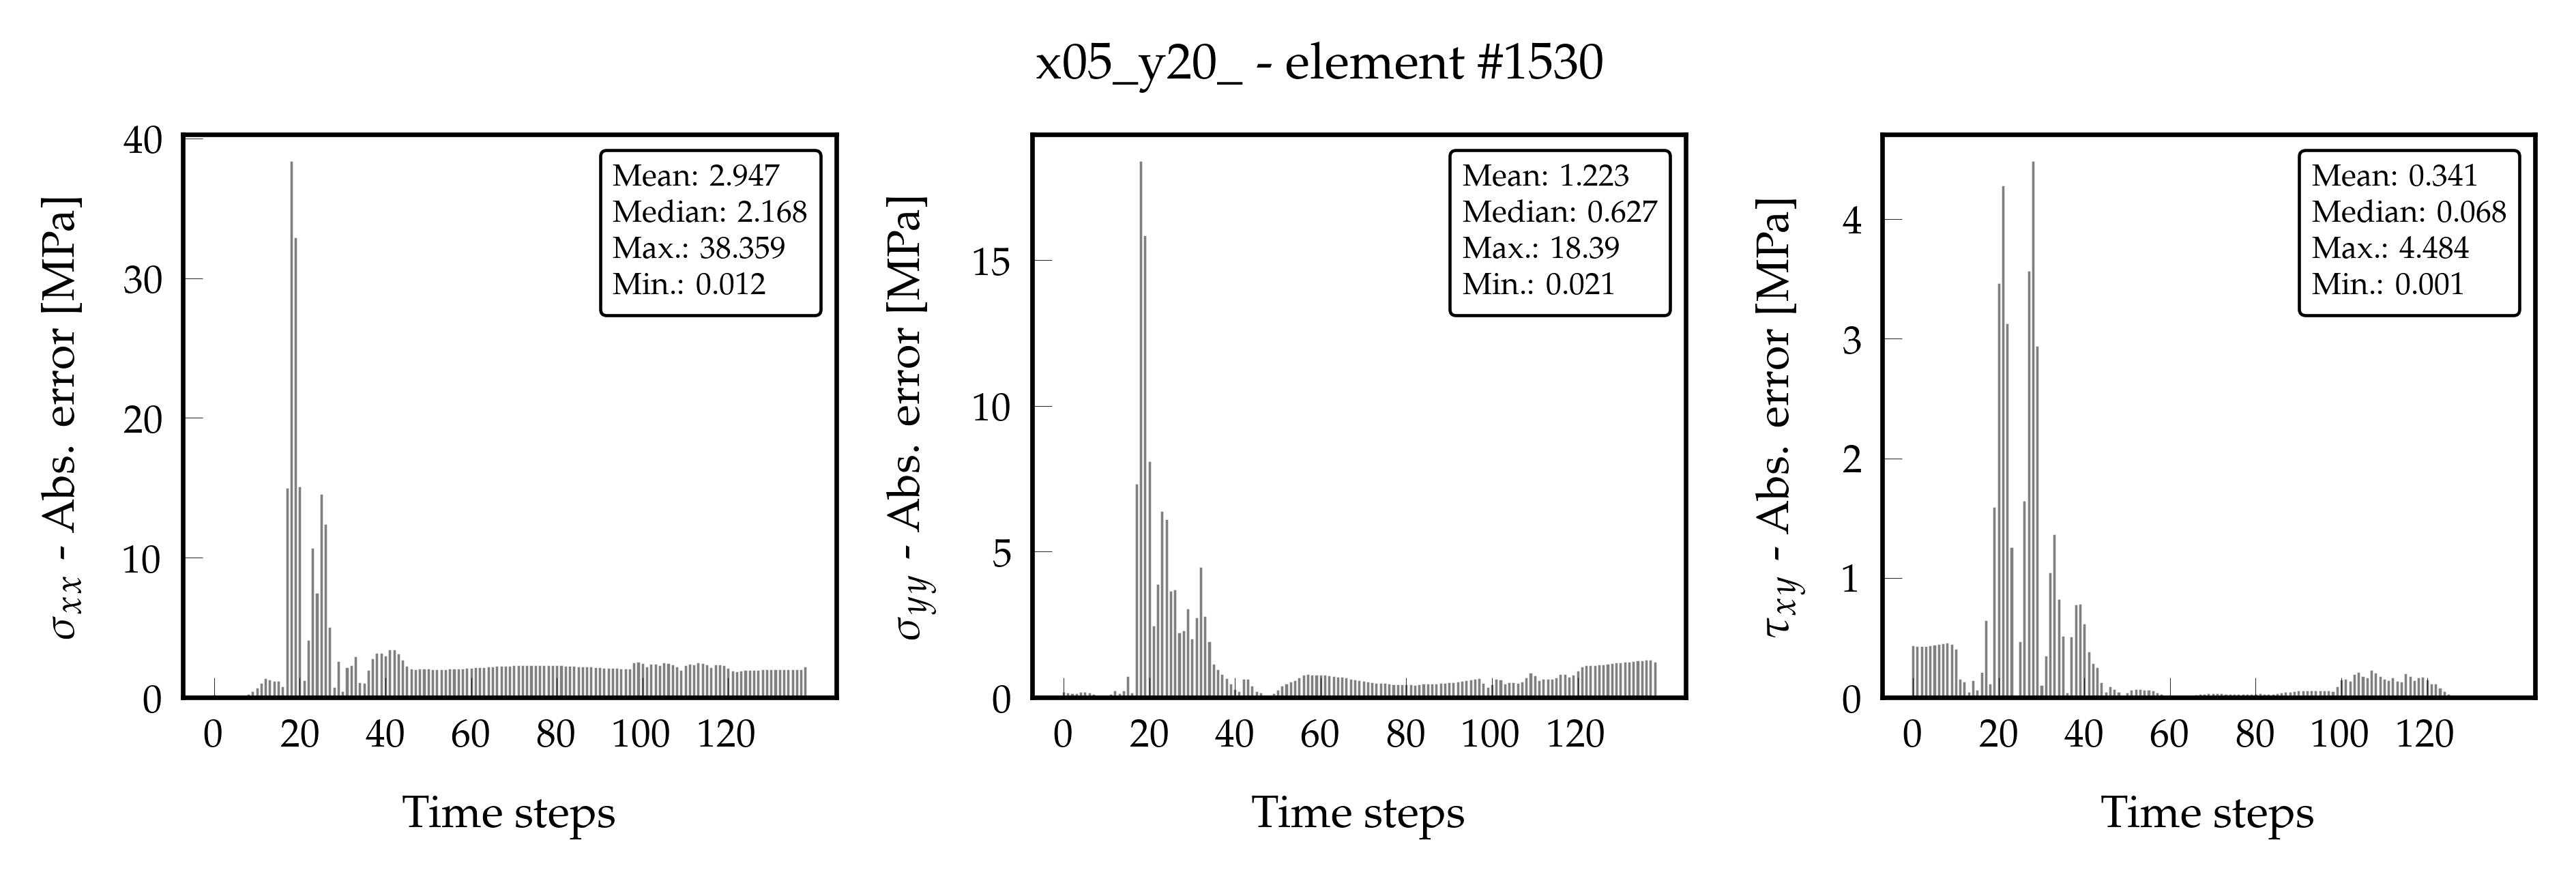 x05_y20_ - element #1530
σxx - Abs. error [MPa]
40
30
20
10
0
Mean: 2.947
Median: 2.168
Max.: 38.359
Min.: 0.012
0 20 40 60 80 100 120
Time steps
σyy - Abs. error [MPa]
15
10
5
0
Mean: 1.223
Median: 0.627
Max.: 18.39
Min.: 0.021
0 20 40 60 80 100 120
Time steps
τxy - Abs. error [MPa]
4
3
2
1
0
Mean: 0.341
Median: 0.068
Max.: 4.484
Min.: 0.001
0 20 40 60 80 100 120
Time steps